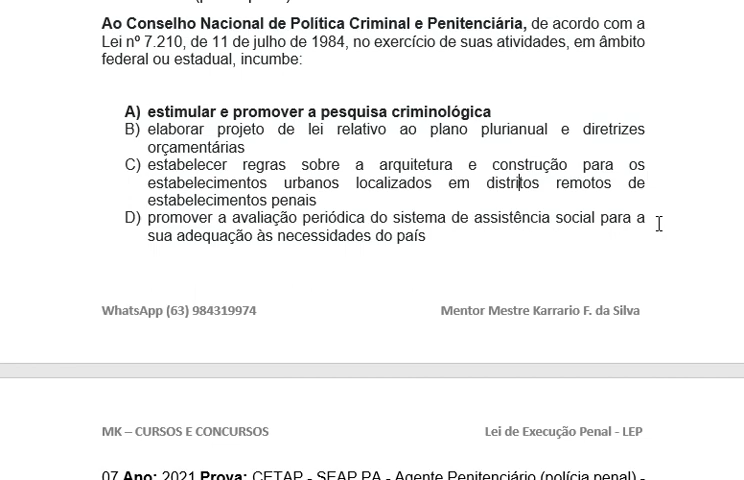 Ao Conselho Nacional de Política Criminal e Penitenciária, de acordo com a
Lei nº 7.210, de 11 de julho de 1984, no exercício de suas atividades, em âmbito
federal ou estadual, incumbe:
A) estimular e promover a pesquisa criminológica
B) elaborar projeto de lei relativo ao plano plurianual e diretrizes
orçamentárias
C) estabelecer regras sobre a arquitetura e construção para os
estabelecimentos urbanos localizados em distritos remotos de
estabelecimentos penais
D) promover a avaliação periódica do sistema de assistência social para a
sua adequação às necessidades do país
WhatsApp (63) 984319974 Mentor Mestre Karrario F. da Silva
MK – CURSOS E CONCURSOS Lei de Execução Penal - LEP
07 Ano: 2021 Prova: CETAP - SEAP PA - Agente Penitenciário (polícia penal) -